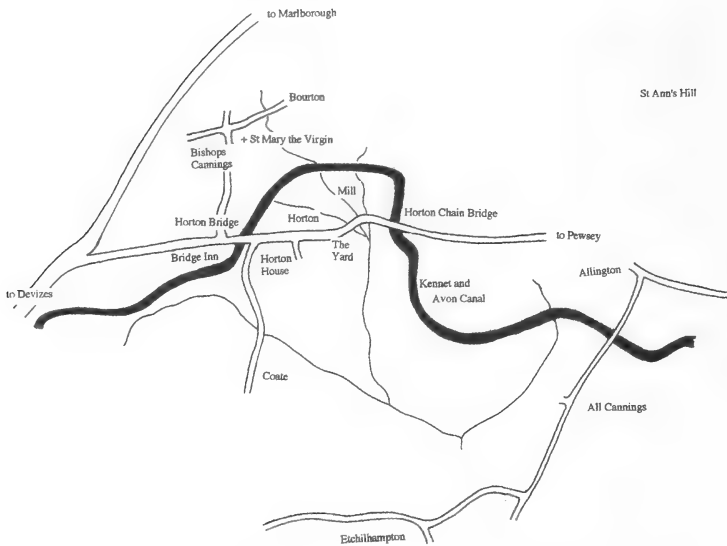 to Marlborough
St Ann's Hill
Bourton
+ St Mary the Virgin
Bishops
Cannings
Mill
Horton Bridge
Horton
Horton Chain Bridge
to Pewsey
Bridge Inn
Horton
House
The
Yard
Allington
to Devizes
Kennet and
Avon Canal
Coate
All Cannings
Etchilhampton